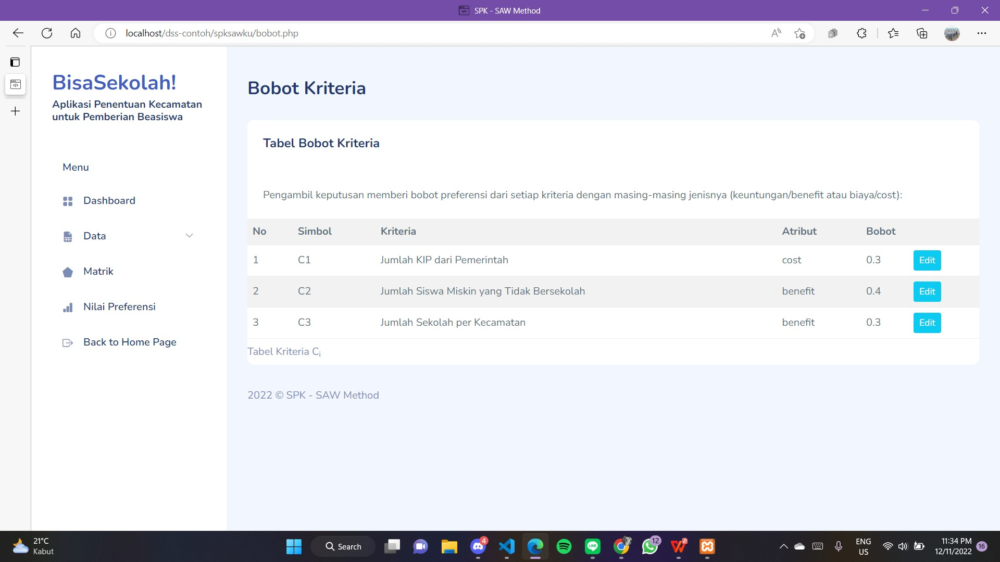 SPK - SAW Method
localhost/dss-contoh/spksawku/bobot.php
BisaSekolah!
Aplikasi Penentuan Kecamatan
untuk Pemberian Beasiswa
Menu
Dashboard
Data
Matrik
Nilai Preferensi
Back to Home Page
Bobot Kriteria
Tabel Bobot Kriteria
Pengambil keputusan memberi bobot preferensi dari setiap kriteria dengan masing-masing jenisnya (keuntungan/benefit atau biaya/cost):
No Simbol Kriteria Atribut Bobot
1 C1 Jumlah KIP dari Pemerintah cost 0.3 Edit
2 C2 Jumlah Siswa Miskin yang Tidak Bersekolah benefit 0.4 Edit
3 C3 Jumlah Sekolah per Kecamatan benefit 0.3 Edit
Tabel Kriteria Ci
2022 © SPK - SAW Method
21°C
Kabut
Search
4
LINE
12
ENG
US
11:34 PM
12/11/2022
16